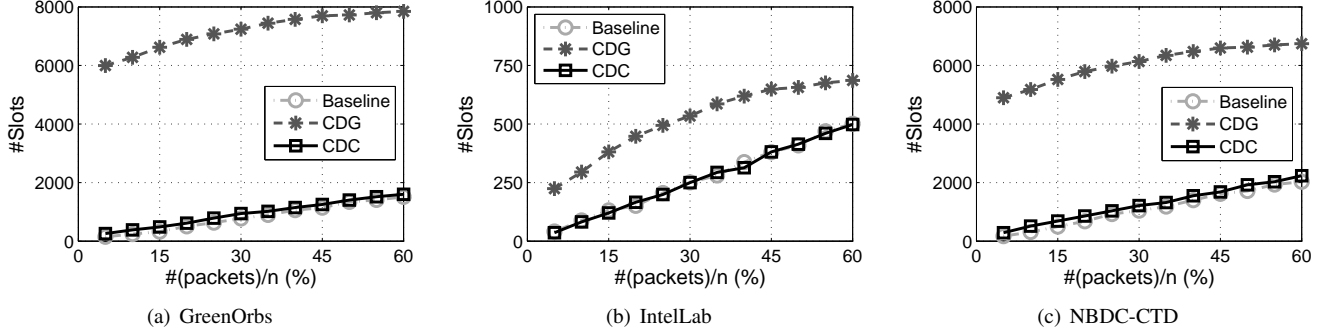 8000
6000
4000
2000
0
#Slots
Baseline
CDG
CDC
0
15
30
45
60
#(packets)/n (%)
(a) GreenOrbs
1000
750
500
250
0
#Slots
Baseline
CDG
CDC
0
15
30
45
60
#(packets)/n (%)
(b) IntelLab
8000
6000
4000
2000
0
#Slots
Baseline
CDG
CDC
0
15
30
45
60
#(packets)/n (%)
(c) NBDC-CTD